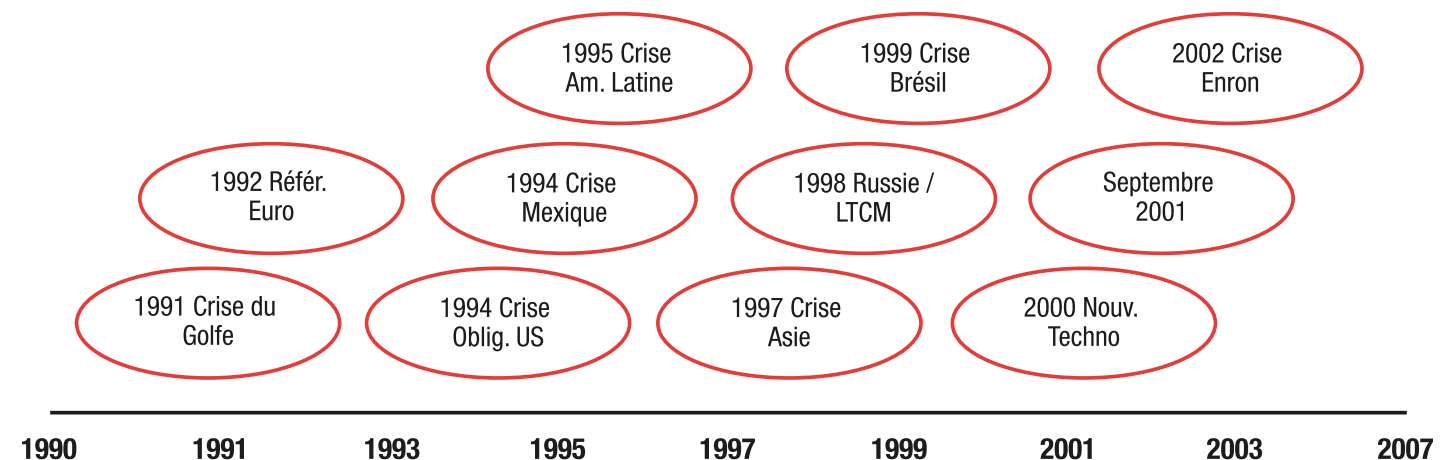 1995 Crise
Am. Latine
1999 Crise
Brésil
2002 Crise
Enron
1992 Référ.
Euro
1994 Crise
Mexique
1998 Russie /
LTCM
Septembre
2001
1991 Crise du
Golfe
1994 Crise
Oblig. US
1997 Crise
Asie
2000 Nouv.
Techno
1990 1991 1993 1995 1997 1999 2001 2003 2007